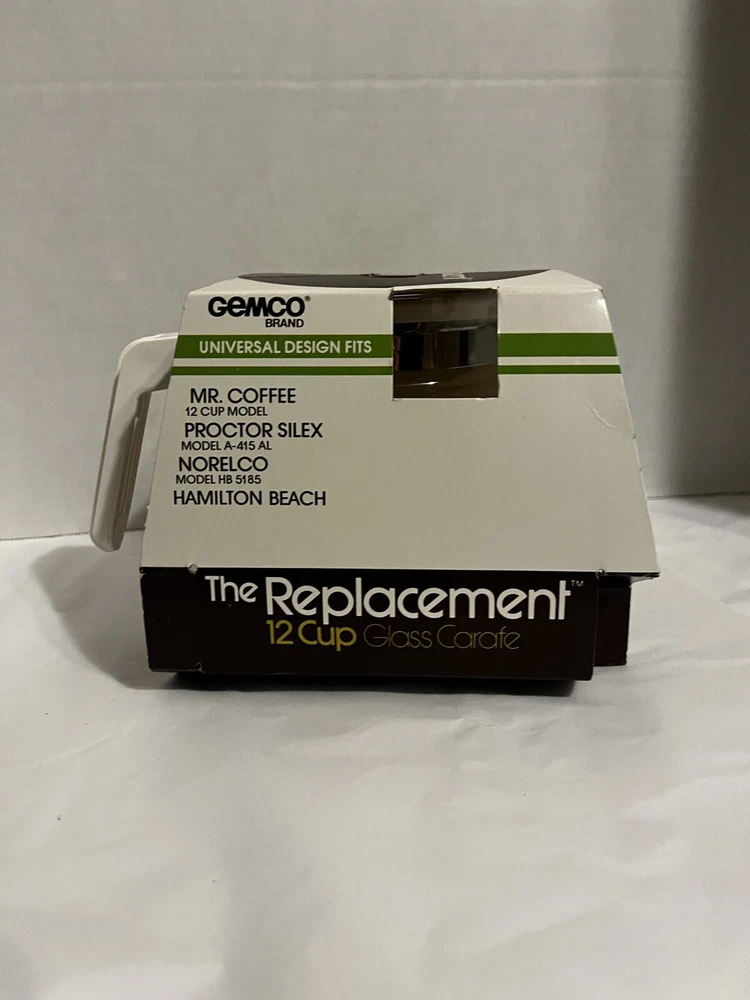 GEMCO®
BRAND
UNIVERSAL DESIGN FITS
MR. COFFEE
12 CUP MODEL
PROCTOR SILEX
MODEL A-415 AL
NORELCO
MODEL HB 5185
HAMILTON BEACH
The Replacement™
12 Cup Glass Carafe